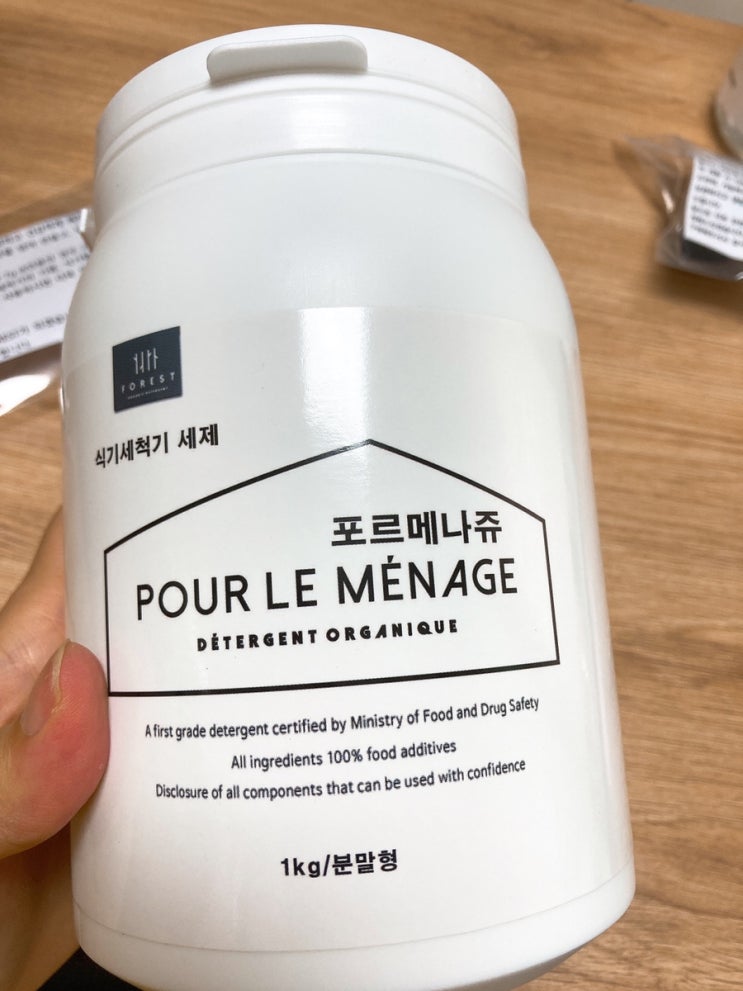 FOREST
식기세척기 세제
포르메나쥬
POUR LE MÉNAGE
DÉTERGENT ORGANIQUE
A first grade detergent certified by Ministry of Food and Drug Safety
All ingredients 100% food additives
Disclosure of all components that can be used with confidence
1kg/분말형